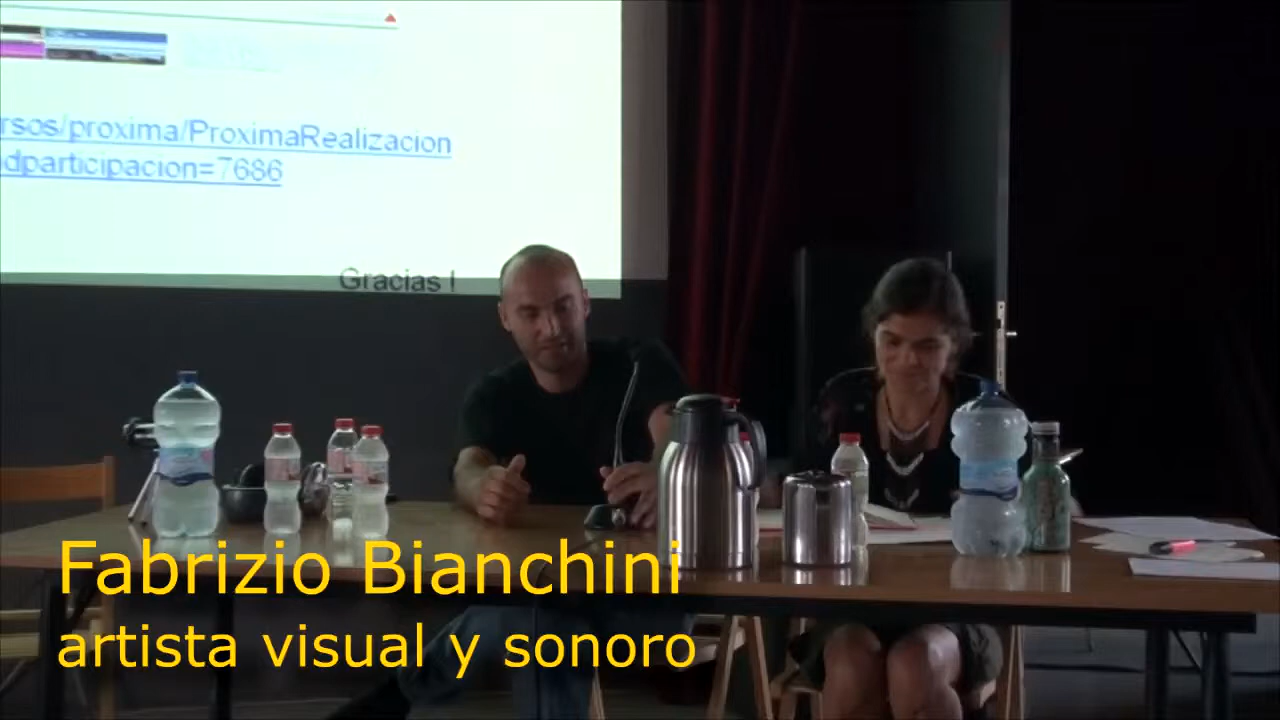 rsos/proxima/ProximaRealizacion
dparticipacion=7686
Gracias !
Fabrizio Bianchini
artista visual y sonoro